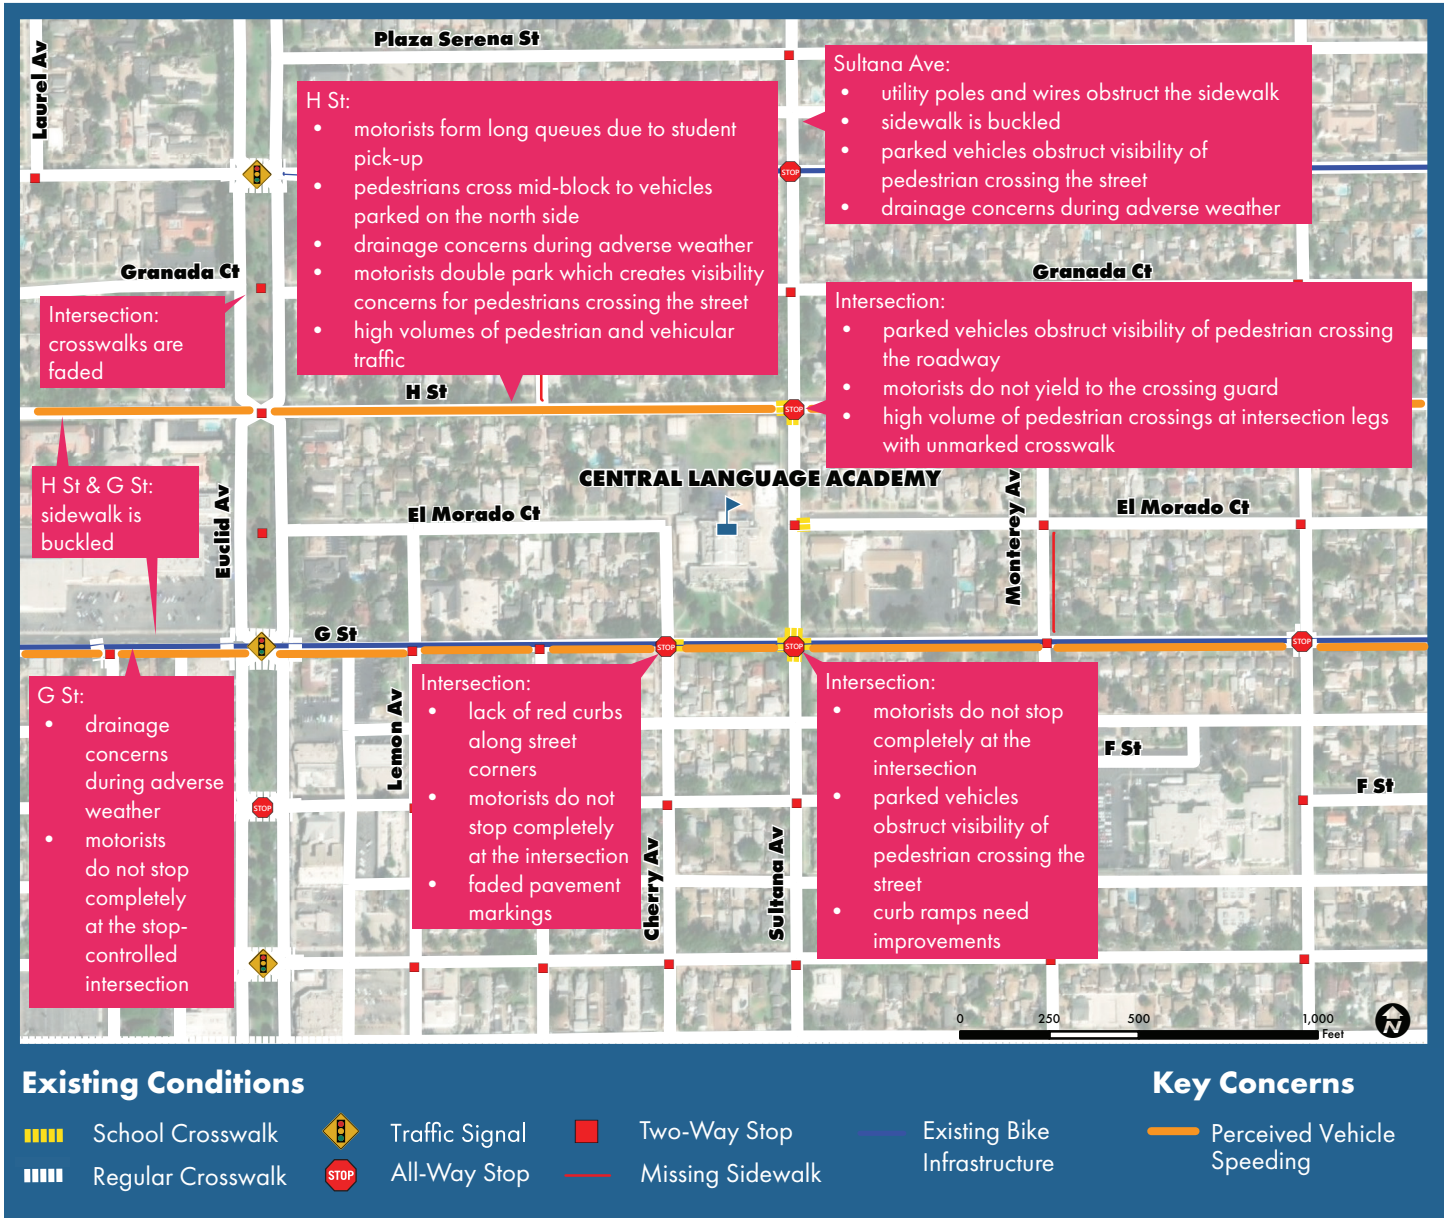 Laurel Av
Plaza Serena St
Sultana Ave:
• utility poles and wires obstruct the sidewalk
• sidewalk is buckled
• parked vehicles obstruct visibility of
pedestrian crossing the street
• drainage concerns during adverse weather
H St:
• motorists form long queues due to student
pick-up
• pedestrians cross mid-block to vehicles
parked on the north side
• drainage concerns during adverse weather
• motorists double park which creates visibility
concerns for pedestrians crossing the street
• high volumes of pedestrian and vehicular
traffic
STOP
Granada Ct
Granada Ct
Intersection:
crosswalks are
faded
Intersection:
• parked vehicles obstruct visibility of pedestrian crossing
the roadway
• motorists do not yield to the crossing guard
• high volume of pedestrian crossings at intersection legs
with unmarked crosswalk
H St
STOP
H St & G St:
sidewalk is
buckled
Euclid Av
CENTRAL LANGUAGE ACADEMY
El Morado Ct
Monterey Av
El Morado Ct
G St
STOP
STOP
STOP
G St:
• drainage
concerns
during adverse
weather
• motorists
do not stop
completely
at the stop-
controlled
intersection
Lemon Av
Intersection:
• lack of red curbs
along street
corners
• motorists do not
stop completely
at the intersection
• faded pavement
markings
Intersection:
• motorists do not stop
completely at the
intersection
• parked vehicles
obstruct visibility of
pedestrian crossing the
street
• curb ramps need
improvements
F St
F St
STOP
Cherry Av
Sultana Av
0 250 500 1,000
Feet
N
Existing Conditions
School Crosswalk
Regular Crosswalk
Traffic Signal
STOP All-Way Stop
Two-Way Stop
Missing Sidewalk
Existing Bike
Infrastructure
Key Concerns
Perceived Vehicle
Speeding